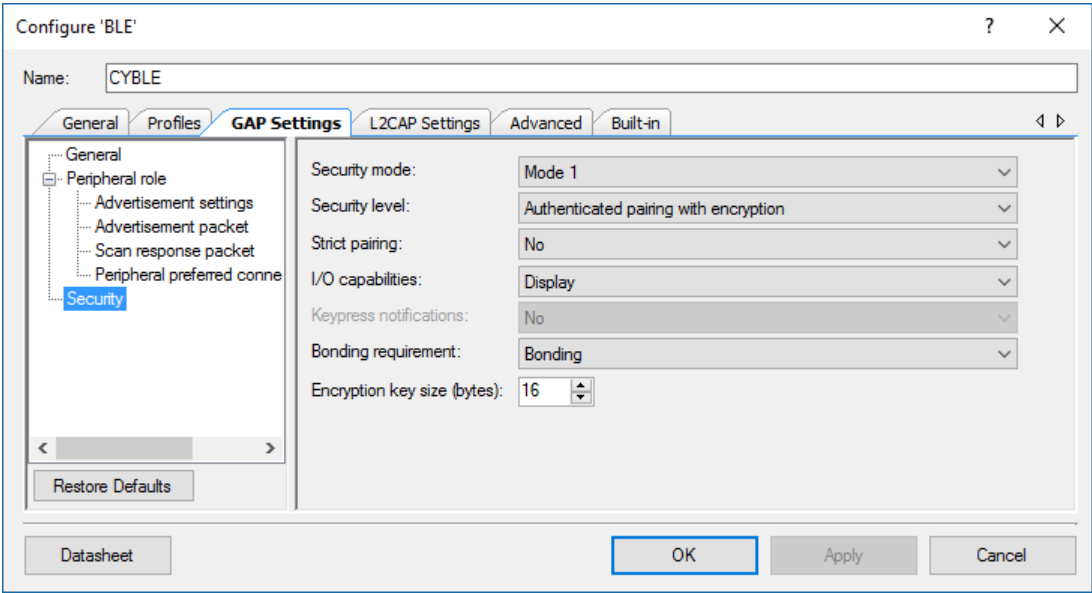 Configure 'BLE'
?
Name:
CYBLE
General Profiles GAP Settings L2CAP Settings Advanced Built-in
General
Peripheral role
Advertisement settings
Advertisement packet
Scan response packet
Peripheral preferred conne
Security
Restore Defaults
Security mode: Mode 1
Security level: Authenticated pairing with encryption
Strict pairing: No
I/O capabilities: Display
Keypress notifications: No
Bonding requirement: Bonding
Encryption key size (bytes): 16
Datasheet OK Apply Cancel